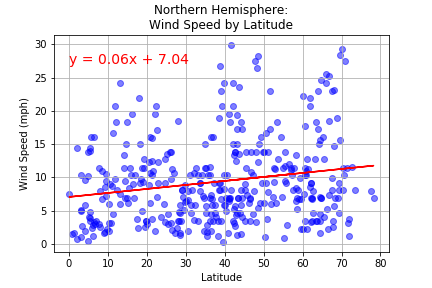 Northern Hemisphere:
Wind Speed by Latitude
y = 0.06x + 7.04
Wind Speed (mph)
30
25
20
15
10
5
0
0 10 20 30 40 50 60 70 80
Latitude